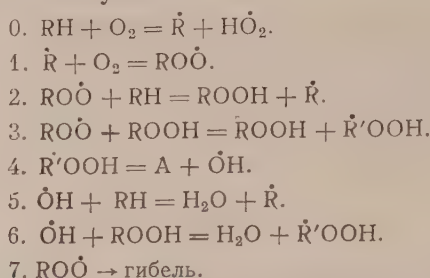 0. RH + O₂ = Ṙ + HȮ₂.
1. Ṙ + O₂ = ROȮ.
2. ROȮ + RH = ROOH + Ṙ.
3. ROȮ + ROOH = ROOH + Ṙ′OOH.
4. Ṙ′OOH = A + ȮH.
5. ȮH + RH = H₂O + Ṙ.
6. ȮH + ROOH = H₂O + Ṙ′OOH.
7. ROȮ → гибель.